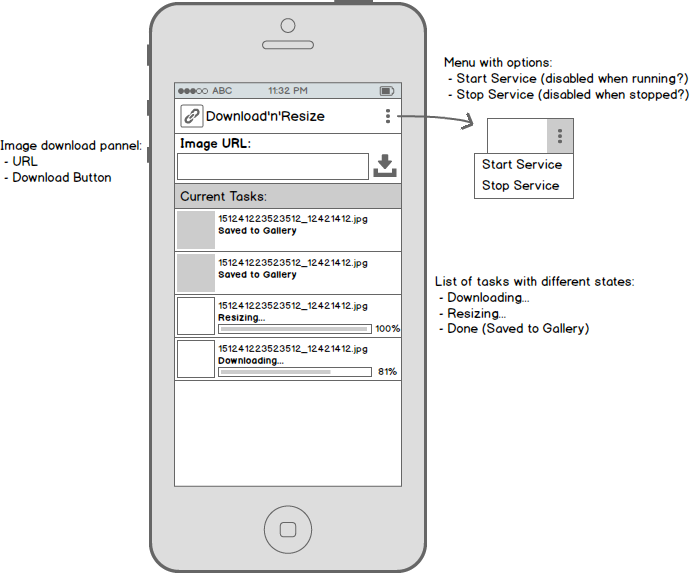 ABC 11:32 PM
Download'n'Resize
Image URL:
Current Tasks:
151241223523512_12421412.jpg
Saved to Gallery
151241223523512_12421412.jpg
Saved to Gallery
151241223523512_12421412.jpg
Resizing...
100%
151241223523512_12421412.jpg
Downloading...
81%
Image download pannel:
- URL
- Download Button
Menu with options:
- Start Service (disabled when running?)
- Stop Service (disabled when stopped?)
Start Service
Stop Service
List of tasks with different states:
- Downloading...
- Resizing...
- Done (Saved to Gallery)